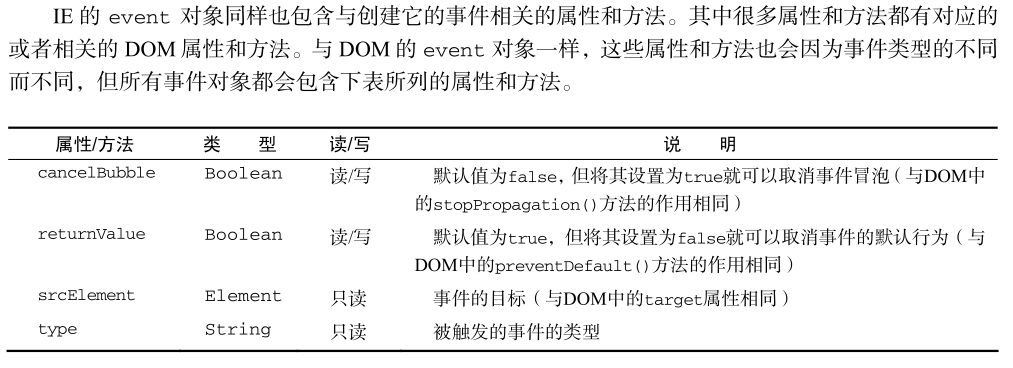 IE 的 event 对象同样也包含与创建它的事件相关的属性和方法。其中很多属性和方法都有对应的
或者相关的 DOM 属性和方法。与 DOM 的 event 对象一样，这些属性和方法也会因为事件类型的不同
而不同，但所有事件对象都会包含下表所列的属性和方法。
属性/方法 类 型 读/写 说 明
cancelBubble Boolean 读/写 默认值为false，但将其设置为true就可以取消事件冒泡（与DOM中
的stopPropagation()方法的作用相同）
returnValue Boolean 读/写 默认值为true，但将其设置为false就可以取消事件的默认行为（与
DOM中的preventDefault()方法的作用相同）
srcElement Element 只读 事件的目标（与DOM中的target属性相同）
type String 只读 被触发的事件的类型